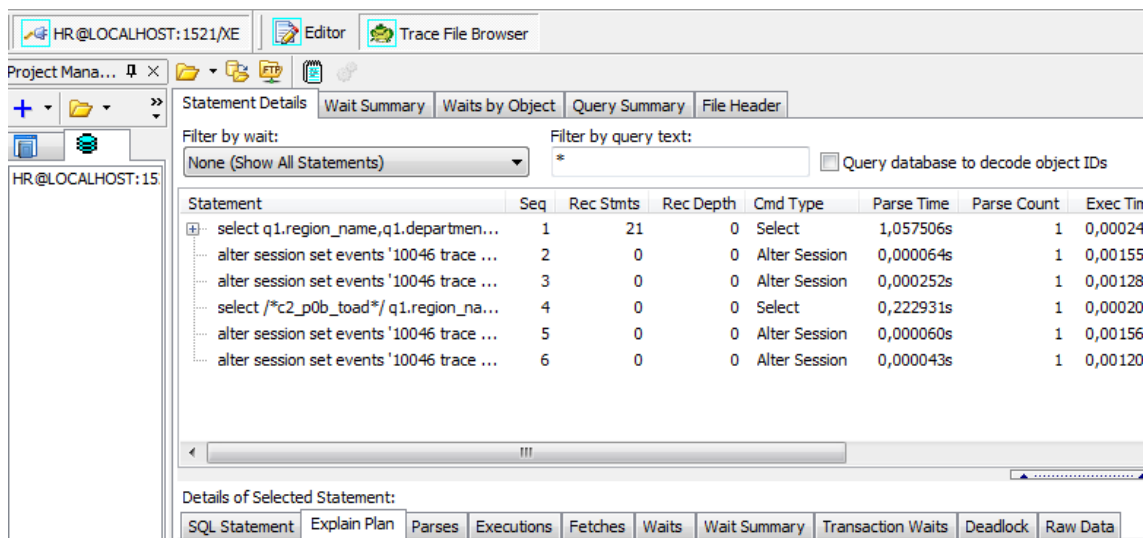 HR@LOCALHOST:1521/XE Editor Trace File Browser
Project Mana... FTP
Statement Details Wait Summary Waits by Object Query Summary File Header
Filter by wait: Filter by query text:
None (Show All Statements) * Query database to decode object IDs
HR@LOCALHOST:15
Statement Seq Rec Stmts Rec Depth Cmd Type Parse Time Parse Count Exec Tim
select q1.region_name,q1.departmen... 1 21 0 Select 1,057506s 1 0,00024
alter session set events '10046 trace ... 2 0 0 Alter Session 0,000064s 1 0,00155
alter session set events '10046 trace ... 3 0 0 Alter Session 0,000252s 1 0,00128
select /*c2_p0b_toad*/ q1.region_na... 4 0 0 Select 0,222931s 1 0,00020
alter session set events '10046 trace ... 5 0 0 Alter Session 0,000060s 1 0,00156
alter session set events '10046 trace ... 6 0 0 Alter Session 0,000043s 1 0,00120
Details of Selected Statement:
SQL Statement Explain Plan Parses Executions Fetches Waits Wait Summary Transaction Waits Deadlock Raw Data